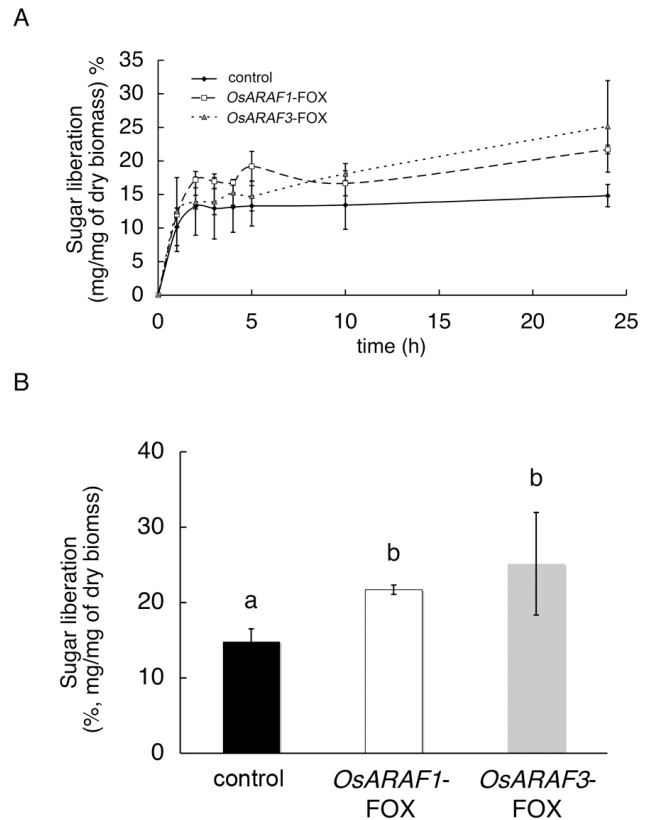 A
Sugar liberation
(mg/mg of dry biomass) %
35
30
25
20
15
10
5
0
control
OsARAF1-FOX
OsARAF3-FOX
0 5 10 15 20 25
time (h)
B
Sugar liberation
(%, mg/mg of dry biomss)
40
30
20
10
0
a
b
b
control OsARAF1- OsARAF3-
FOX FOX